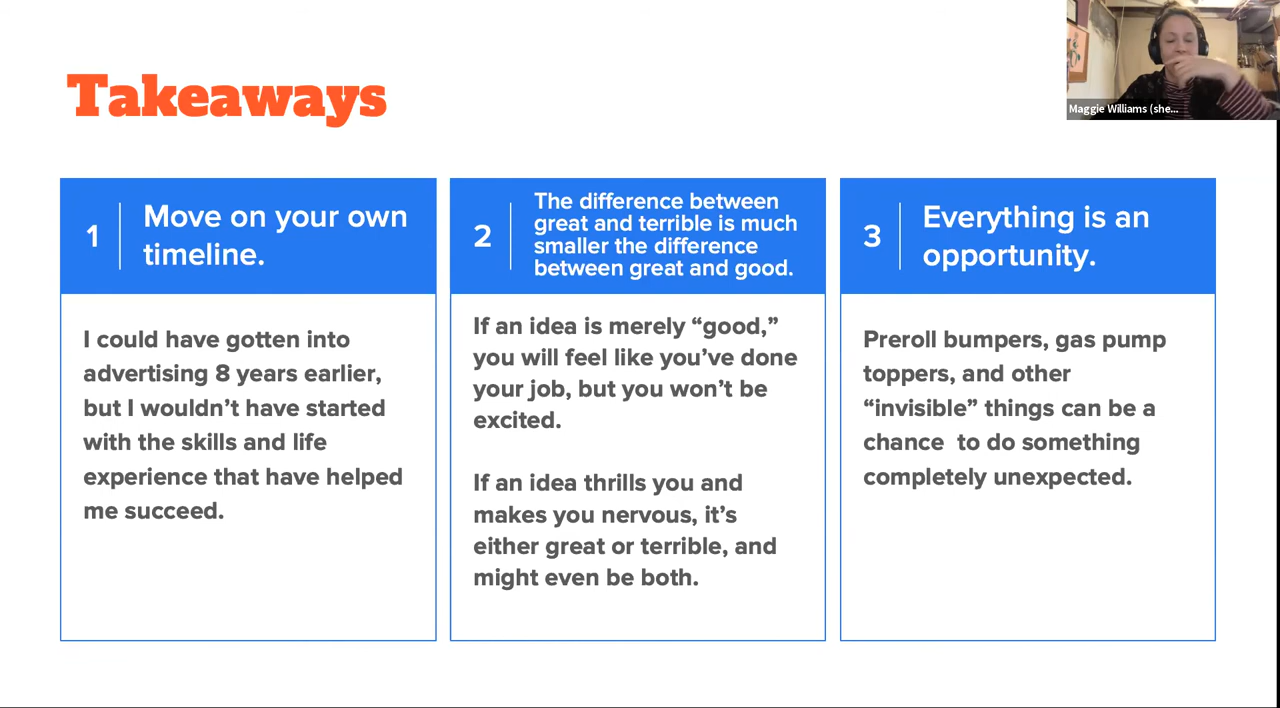 Takeaways
Maggie Williams (she...
1
Move on your own
timeline.
I could have gotten into
advertising 8 years earlier,
but I wouldn’t have started
with the skills and life
experience that have helped
me succeed.
2
The difference between
great and terrible is much
smaller the difference
between great and good.
If an idea is merely “good,”
you will feel like you’ve done
your job, but you won’t be
excited.
If an idea thrills you and
makes you nervous, it’s
either great or terrible, and
might even be both.
3
Everything is an
opportunity.
Preroll bumpers, gas pump
toppers, and other
“invisible” things can be a
chance  to do something
completely unexpected.